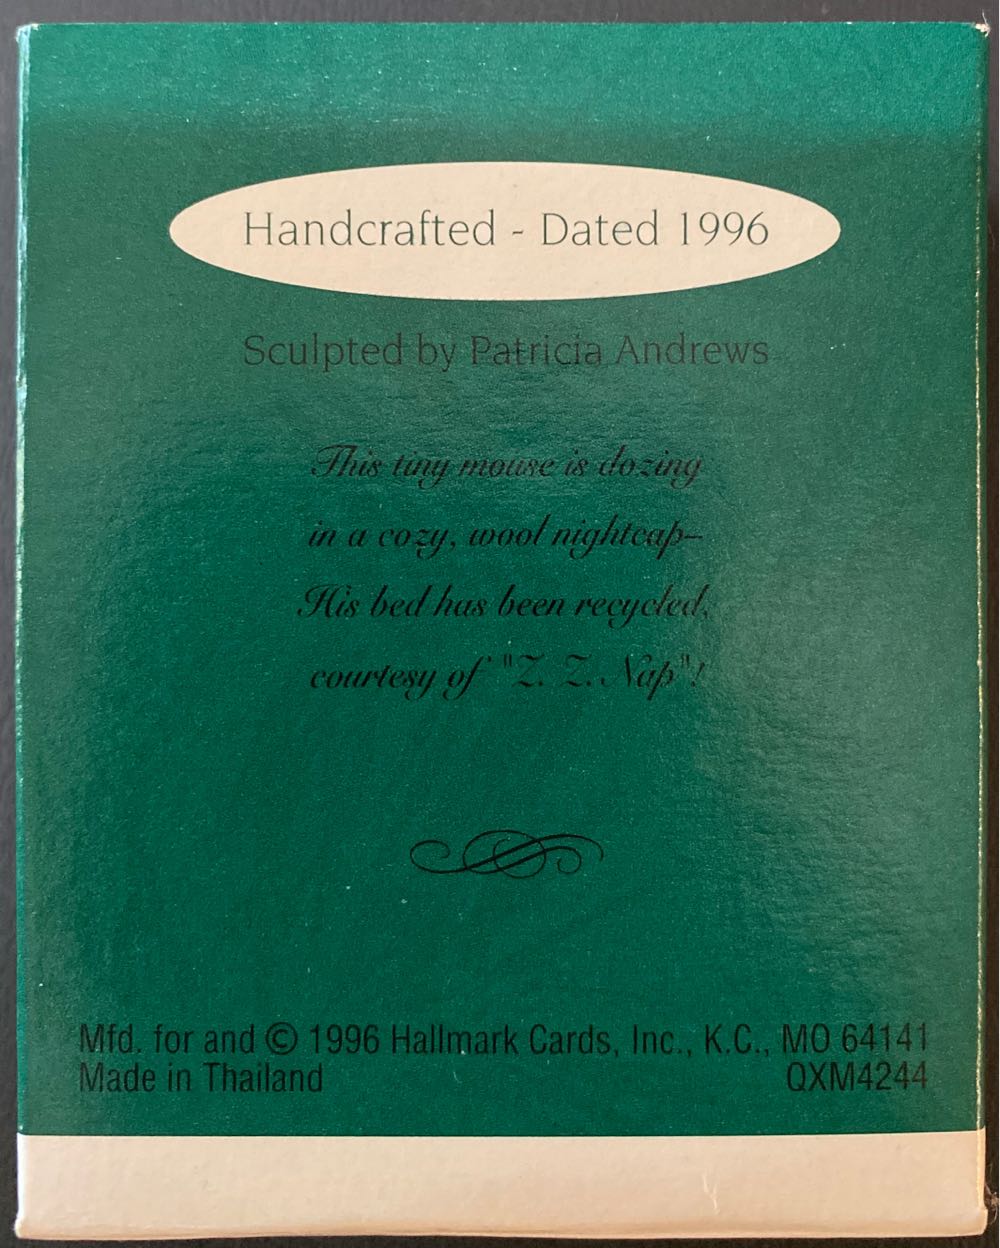 Handcrafted - Dated 1996
Sculpted by Patricia Andrews
This tiny mouse is dozing
in a cozy, wool nightcap–
His bed has been recycled,
courtesy of "Z. Z. Nap"!
Mfd. for and © 1996 Hallmark Cards, Inc., K.C., MO 64141
Made in Thailand QXM4244